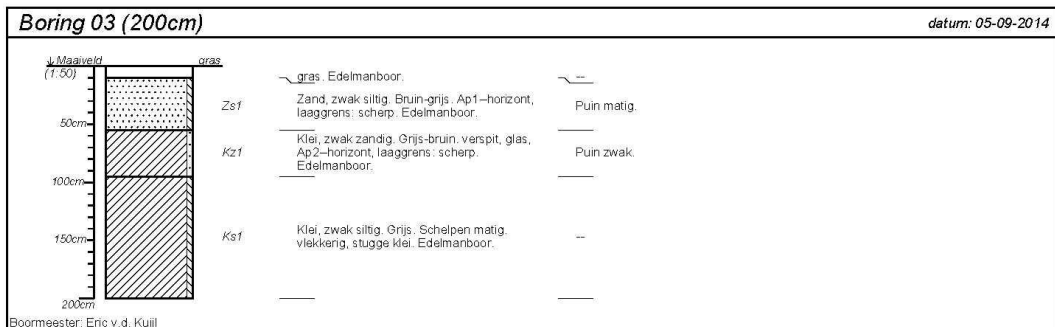 Boring 03 (200cm) datum: 05-09-2014
↓ Maaiveld gras
(1:50)
gras. Edelmanboor. --
Zs1 Zand, zwak siltig. Bruin-grijs. Ap1-horizont, Puin matig.
laaggrens: scherp. Edelmanboor.
50cm
Kz1 Klei, zwak zandig. Grijs-bruin. verspit, glas, Puin zwak.
Ap2-horizont, laaggrens: scherp.
Edelmanboor.
100cm
150cm Ks1 Klei, zwak siltig. Grijs. Schelpen matig. --
vlekkerig, stugge klei. Edelmanboor.
200cm
Boormeester: Eric v.d. Kuijl